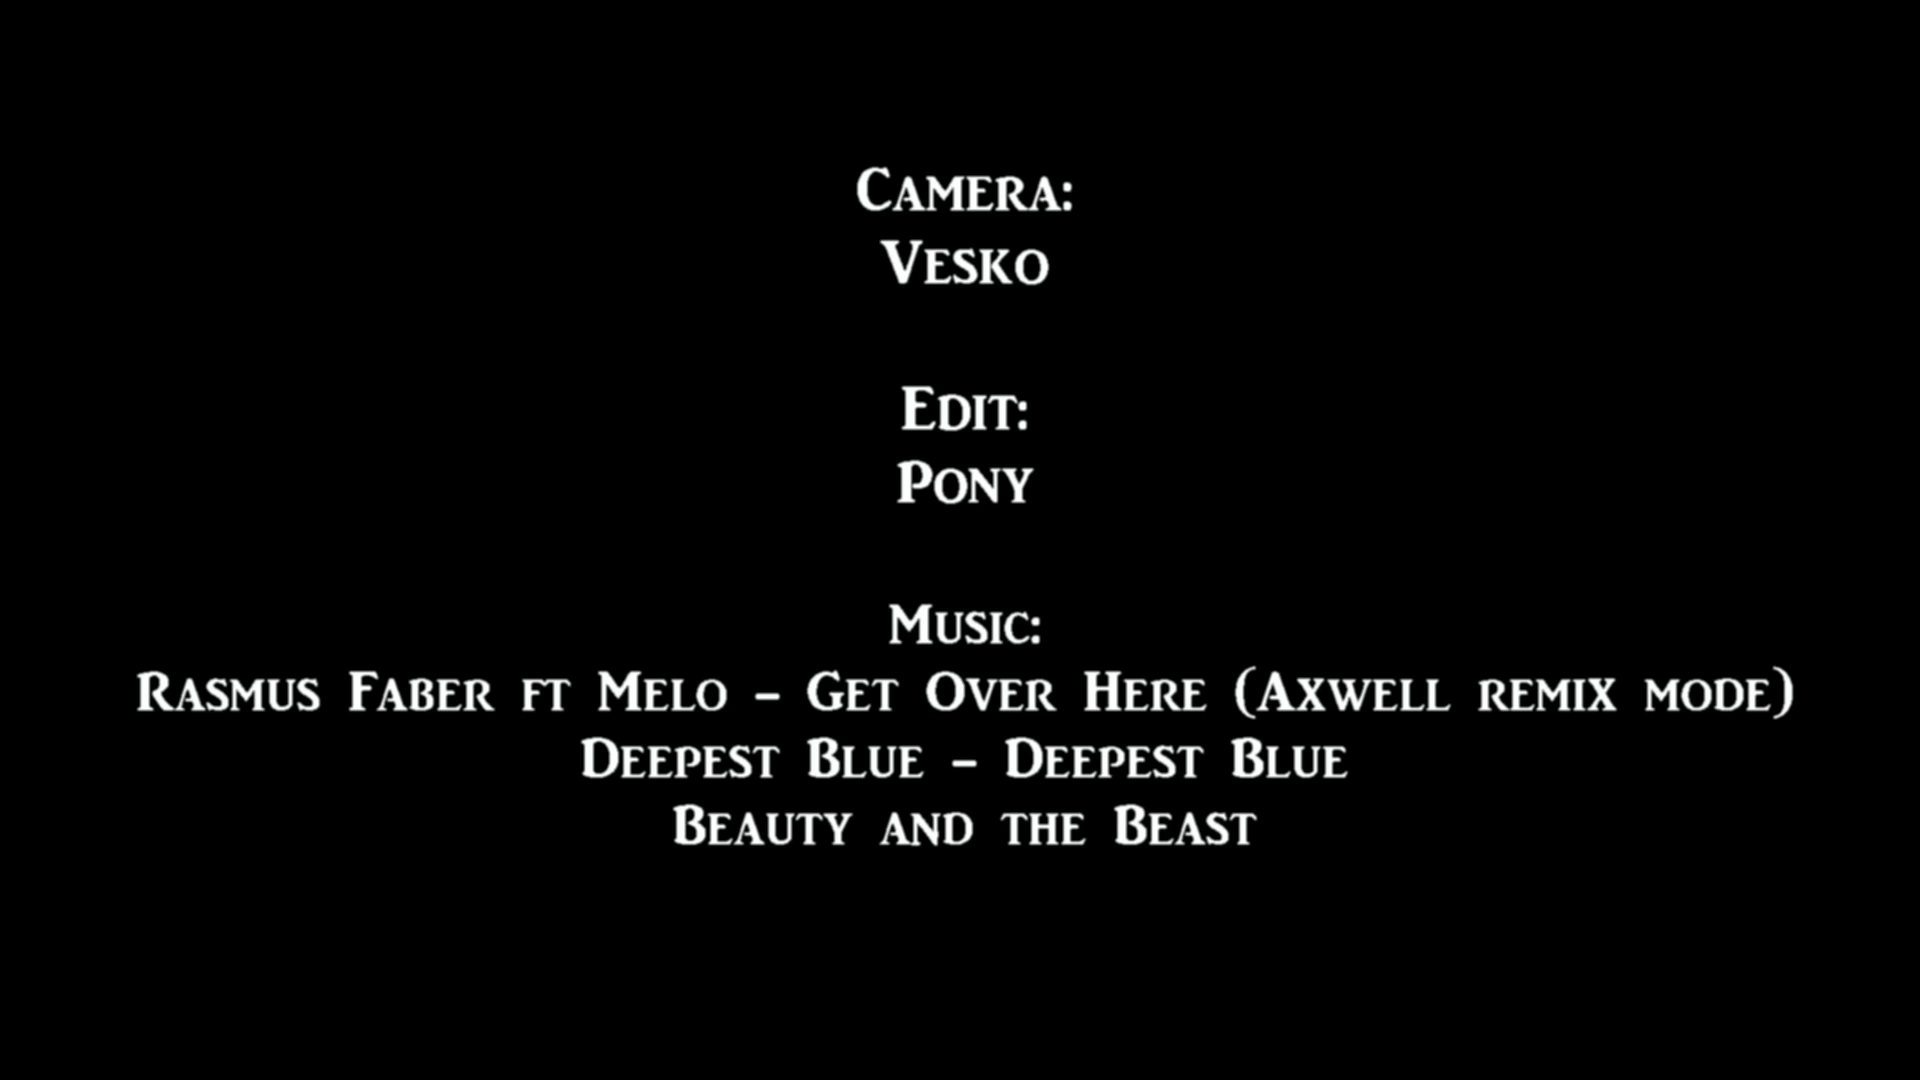 Camera:
Vesko
Edit:
Pony
Music:
Rasmus Faber ft Melo – Get Over Here (Axwell remix mode)
Deepest Blue – Deepest Blue
Beauty and the Beast